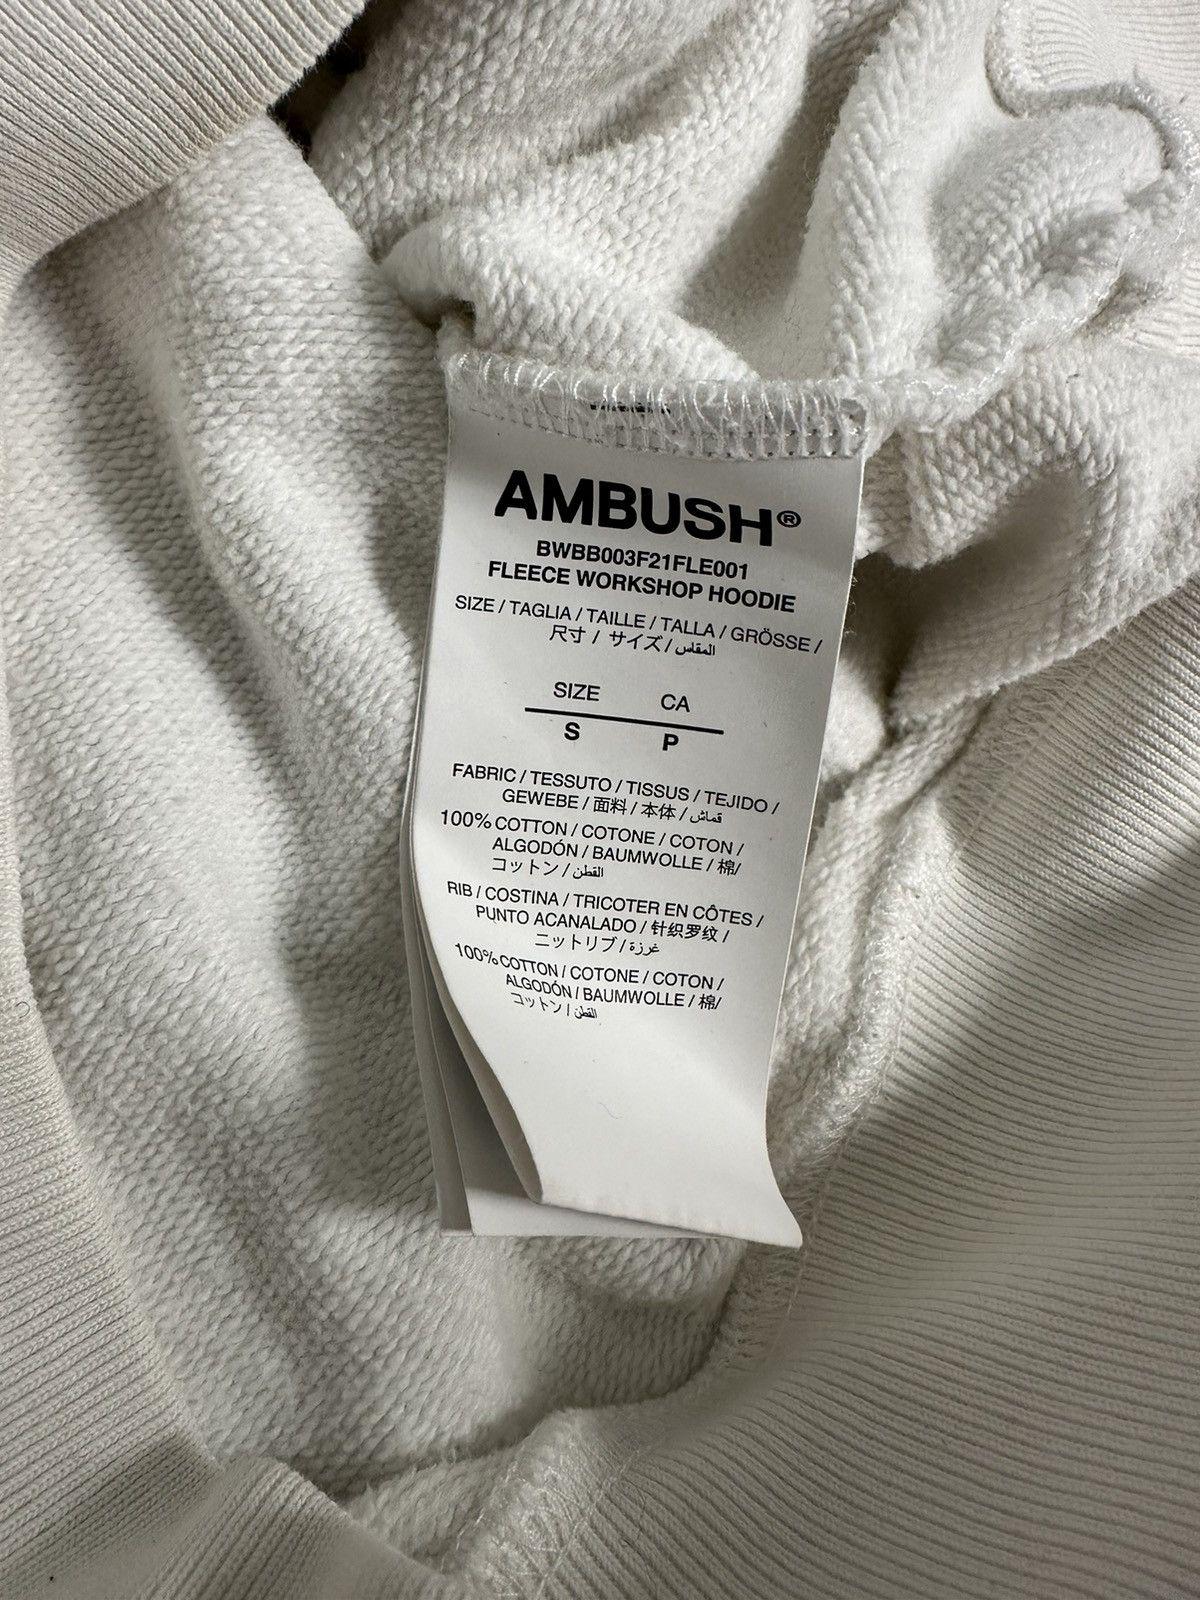 AMBUSH®
BWBB003F21FLE001
FLEECE WORKSHOP HOODIE
SIZE / TAGLIA / TAILLE / TALLA / GRÖSSE /
尺寸 / サイズ / المقاس
SIZE CA
S P
FABRIC / TESSUTO / TISSUS / TEJIDO /
GEWEBE / 面料 / 本体 / قماش
100% COTTON / COTONE / COTON /
ALGODÓN / BAUMWOLLE / 棉/
コットン / القطن
RIB / COSTINA / TRICOTER EN CÔTES /
PUNTO ACANALADO / 针织罗纹 /
ニットリブ / غرزة
100% COTTON / COTONE / COTON /
ALGODÓN / BAUMWOLLE / 棉/
コットン / القطن